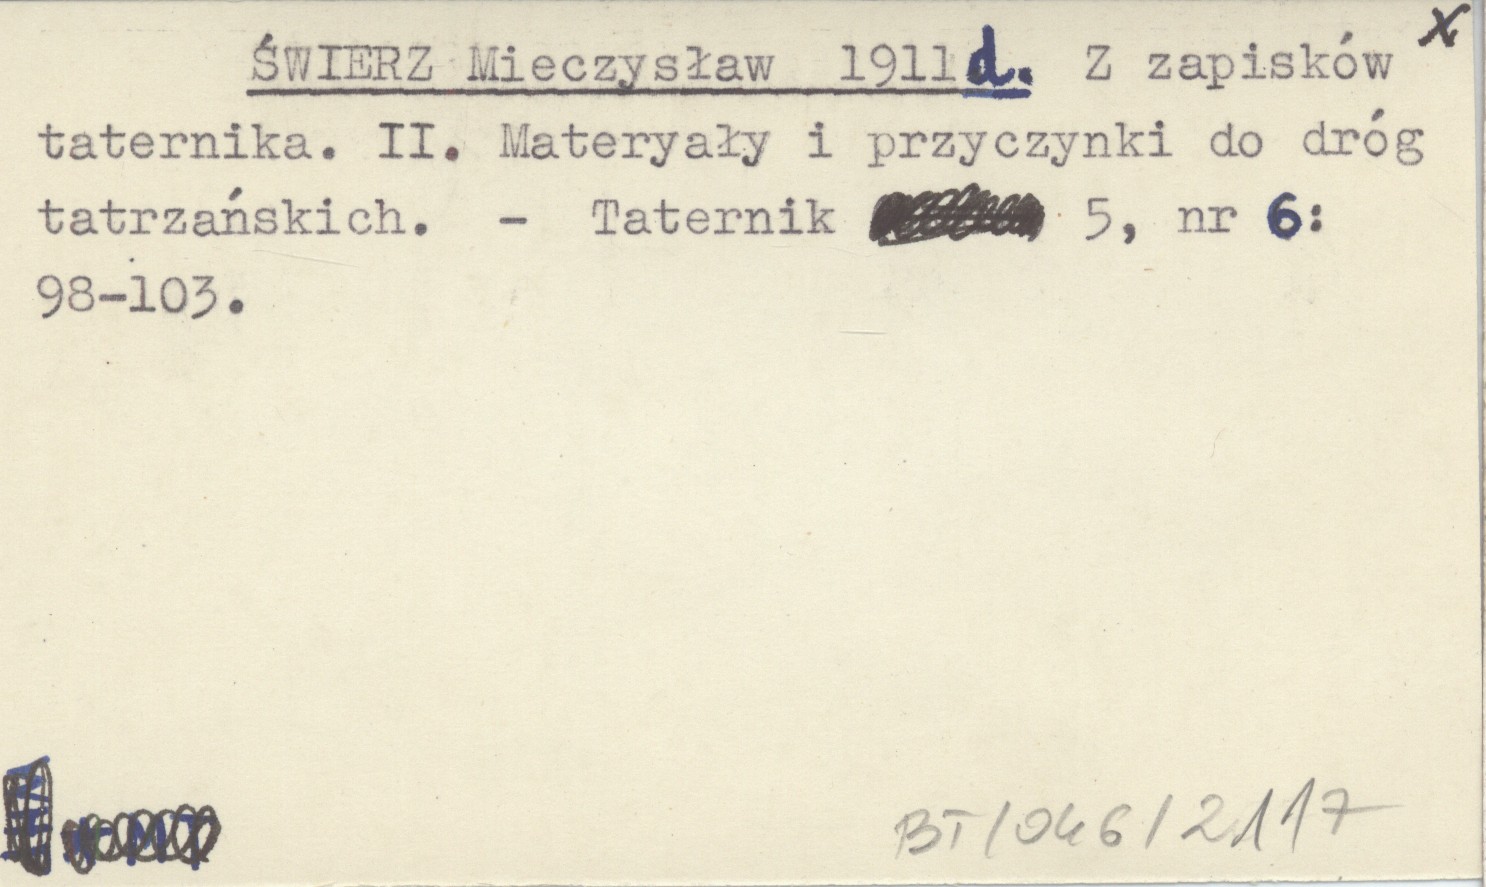 ŚWIERZ Mieczysław 1911d. Z zapisków x
taternika. II. Materyały i przyczynki do dróg
tatrzańskich. - Taternik 5, nr 6:
98-103.
BT/046/2117